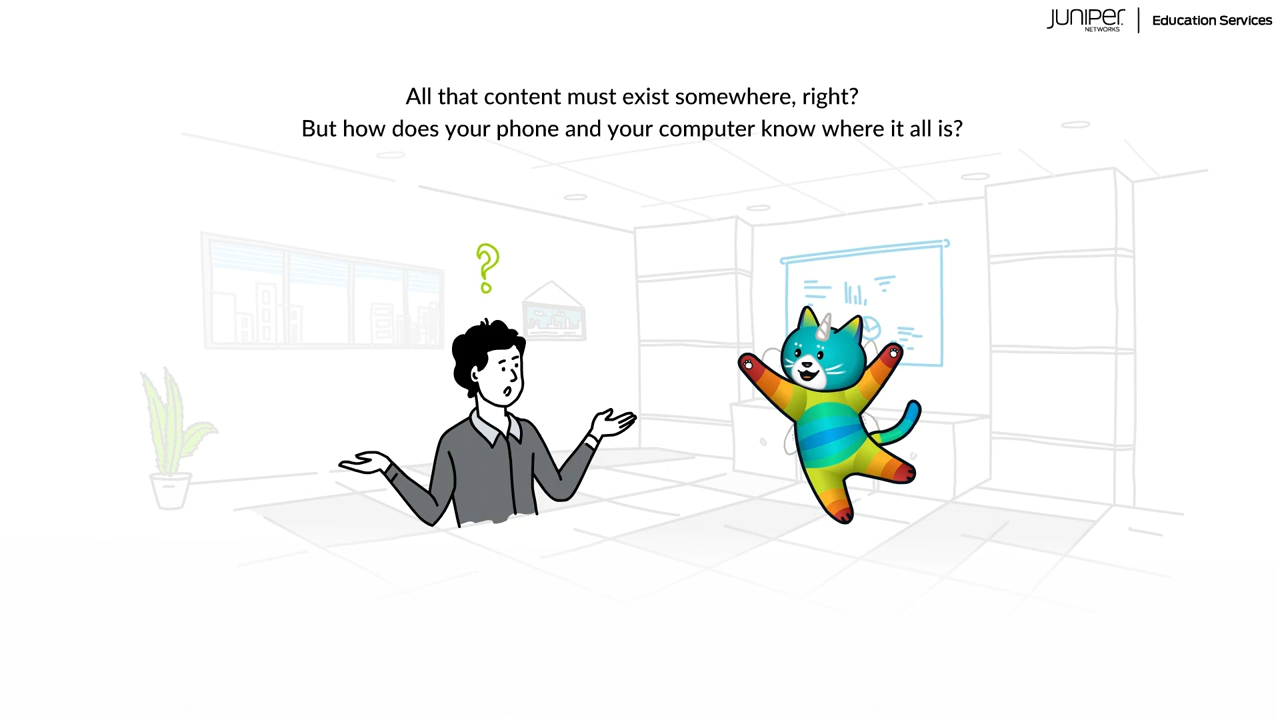 JUNIPER
NETWORKS
Education Services
All that content must exist somewhere, right?
But how does your phone and your computer know where it all is?
?